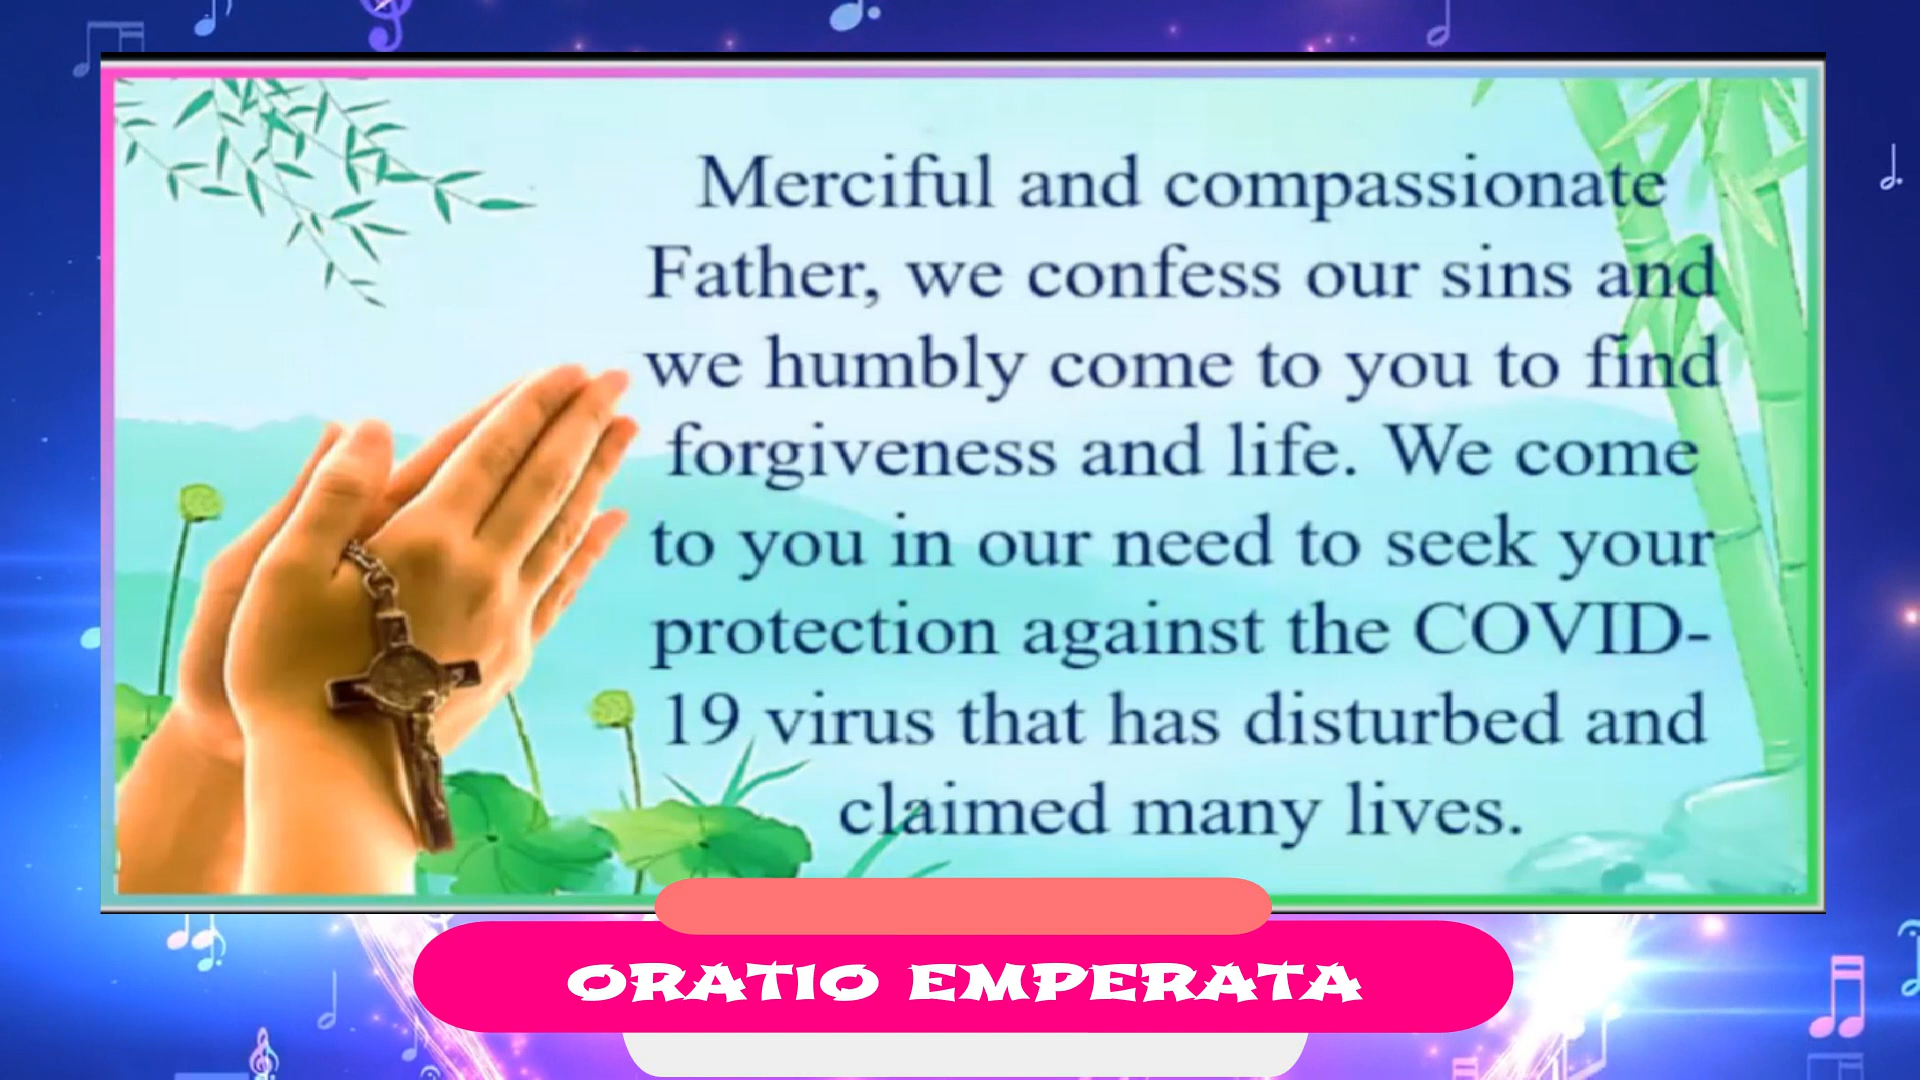 Merciful and compassionate
Father, we confess our sins and
we humbly come to you to find
forgiveness and life. We come
to you in our need to seek your
protection against the COVID-
19 virus that has disturbed and
claimed many lives.
ORATIO EMPERATA